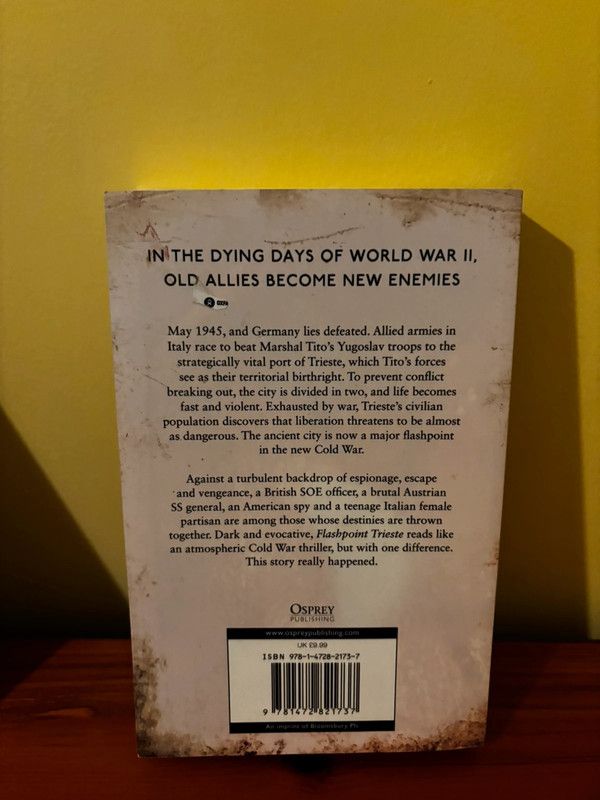 IN THE DYING DAYS OF WORLD WAR II,
OLD ALLIES BECOME NEW ENEMIES
May 1945, and Germany lies defeated. Allied armies in
Italy race to beat Marshal Tito's Yugoslav troops to the
strategically vital port of Trieste, which Tito's forces
see as their territorial birthright. To prevent conflict
breaking out, the city is divided in two, and life becomes
fast and violent. Exhausted by war, Trieste's civilian
population discovers that liberation threatens to be almost
as dangerous. The ancient city is now a major flashpoint
in the new Cold War.
Against a turbulent backdrop of espionage, escape
and vengeance, a British SOE officer, a brutal Austrian
SS general, an American spy and a teenage Italian female
partisan are among those whose destinies are thrown
together. Dark and evocative, Flashpoint Trieste reads like
an atmospheric Cold War thriller, but with one difference.
This story really happened.
OSPREY
PUBLISHING
www.ospreypublishing.com
UK £9.99
ISBN 978-1-4728-2173-7
9 781472 821737
An imprint of Bloomsbury Plc